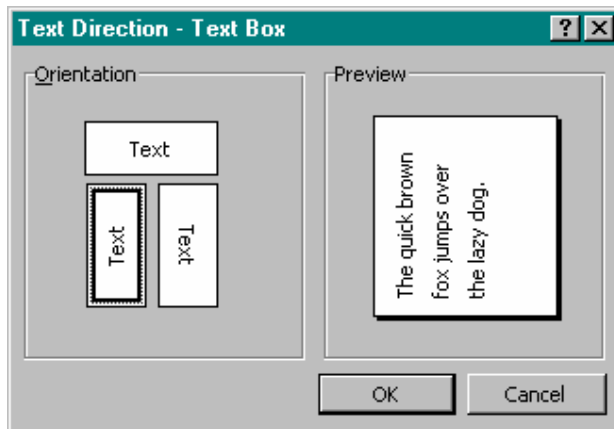 Text Direction - Text Box
Orientation
Text
Text
Text
Preview
The quick brown
fox jumps over
the lazy dog.
OK
Cancel